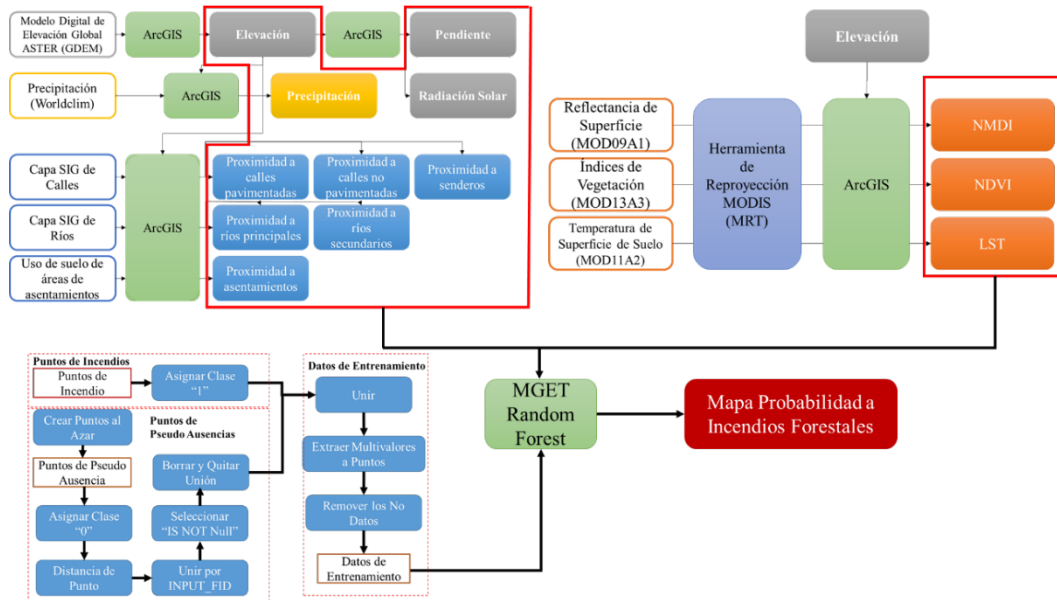 Modelo Digital de
Elevación Global
ASTER (GDEM)
ArcGIS
Elevación
ArcGIS
Pendiente
Precipitación
(Worldclim)
ArcGIS
Precipitación
Radiación Solar
Capa SIG de
Calles
Capa SIG de
Ríos
Uso de suelo de
áreas de
asentamientos
ArcGIS
Proximidad a
calles
pavimentadas
Proximidad a
calles no
pavimentadas
Proximidad a
senderos
Proximidad a
ríos principales
Proximidad a
ríos
secundarios
Proximidad a
asentamientos
Elevación
Reflectancia de
Superficie
(MOD09A1)
Índices de
Vegetación
(MOD13A3)
Temperatura de
Superficie de Suelo
(MOD11A2)
Herramienta
de
Reproyección
MODIS
(MRT)
ArcGIS
NMDI
NDVI
LST
Puntos de Incendios
Puntos de
Incendio
Asignar Clase
“1”
Crear Puntos al
Azar
Puntos de
Pseudo Ausencias
Puntos de Pseudo
Ausencia
Asignar Clase
“0”
Distancia de
Punto
Unir por
INPUT_FID
Seleccionar
“IS NOT Null”
Borrar y Quitar
Unión
Datos de Entrenamiento
Unir
Extraer Multivalores
a Puntos
Remover los No
Datos
Datos de
Entrenamiento
MGET
Random
Forest
Mapa Probabilidad a
Incendios Forestales